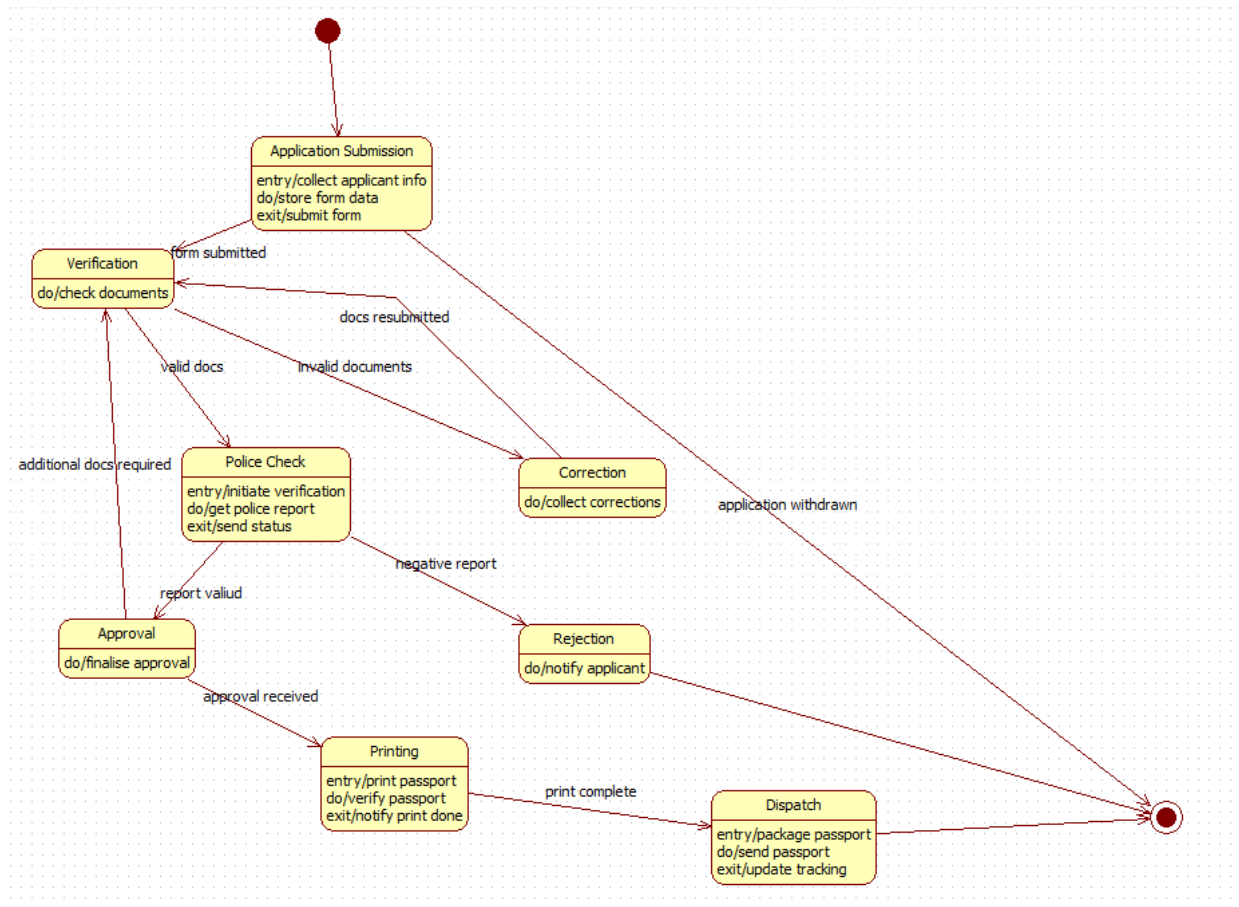 Application Submission
entry/collect applicant info
do/store form data
exit/submit form
form submitted
Verification
do/check documents
docs resubmitted
valid docs
invalid documents
additional docs required
Police Check
entry/initiate verification
do/get police report
exit/send status
Correction
do/collect corrections
application withdrawn
negative report
report valiud
Approval
do/finalise approval
Rejection
do/notify applicant
approval received
Printing
entry/print passport
do/verify passport
exit/notify print done
print complete
Dispatch
entry/package passport
do/send passport
exit/update tracking